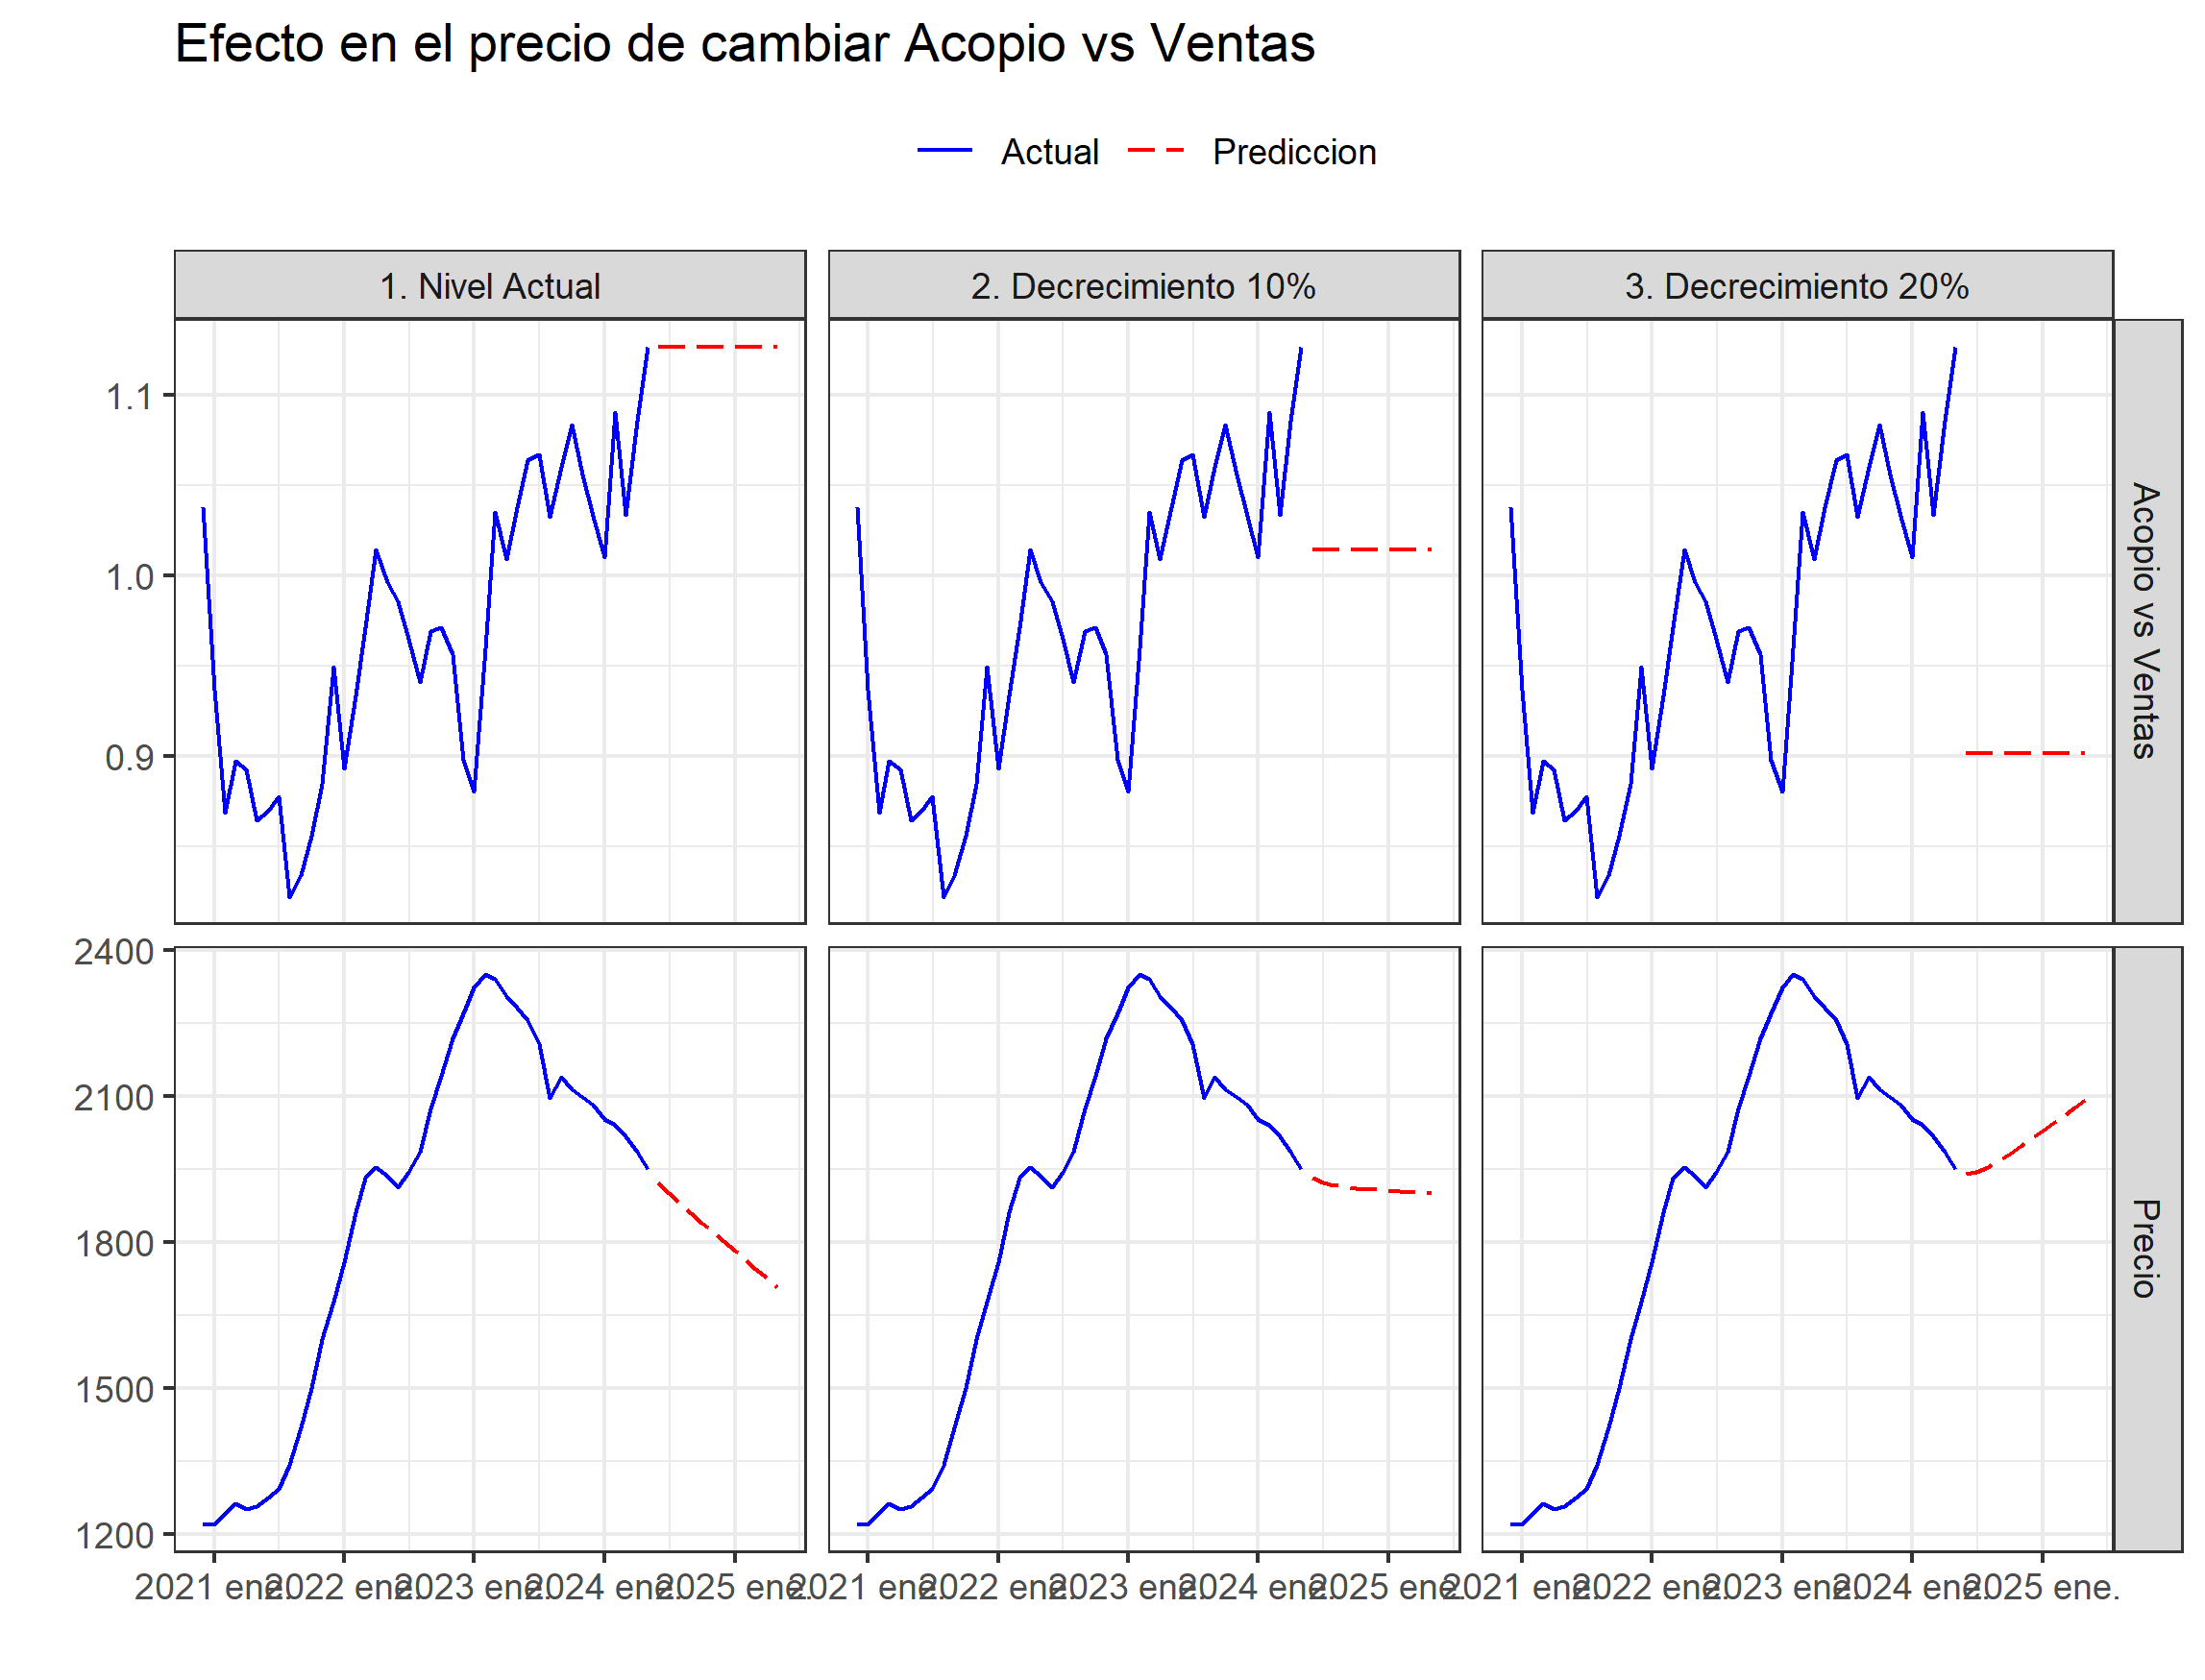 Efecto en el precio de cambiar Acopio vs Ventas
Actual
Prediccion
1. Nivel Actual
2. Decrecimiento 10%
3. Decrecimiento 20%
1.1
1.0
0.9
Acopio vs Ventas
2400
2100
1800
1500
1200
Precio
2021 ene. 2022 ene. 2023 ene. 2024 ene. 2025 ene. 2021 ene. 2022 ene. 2023 ene. 2024 ene. 2025 ene. 2021 ene. 2022 ene. 2023 ene. 2024 ene. 2025 ene.